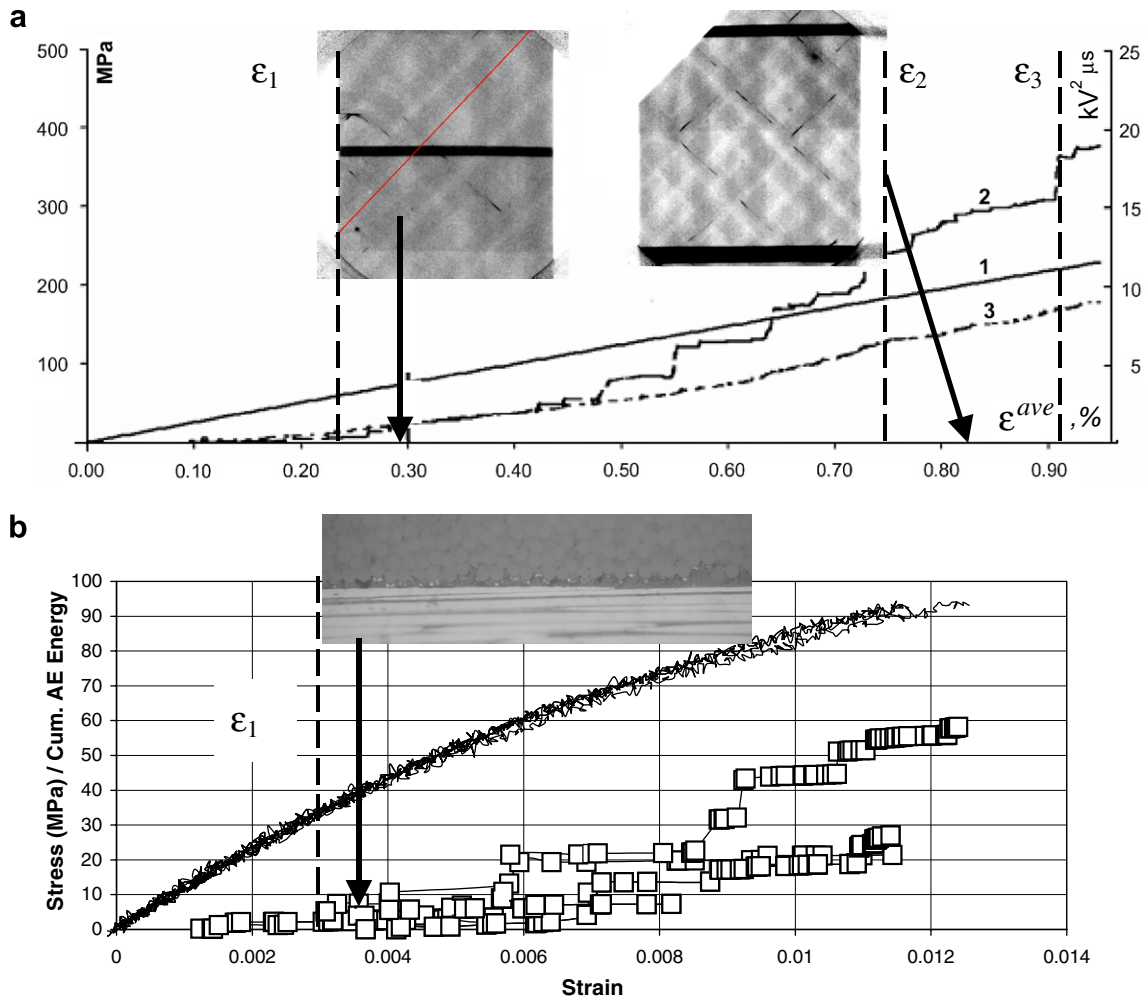 a
500
400
300
200
100
MPa
ε1
ε2
ε3
25
20
15
10
5
kV² µs
2
1
3
ε^ave ,%
0.00 0.10 0.20 0.30 0.40 0.50 0.60 0.70 0.80 0.90
b
100
90
80
70
60
50
40
30
20
10
0
Stress (MPa) / Cum. AE Energy
ε1
0 0.002 0.004 0.006 0.008 0.01 0.012 0.014
Strain